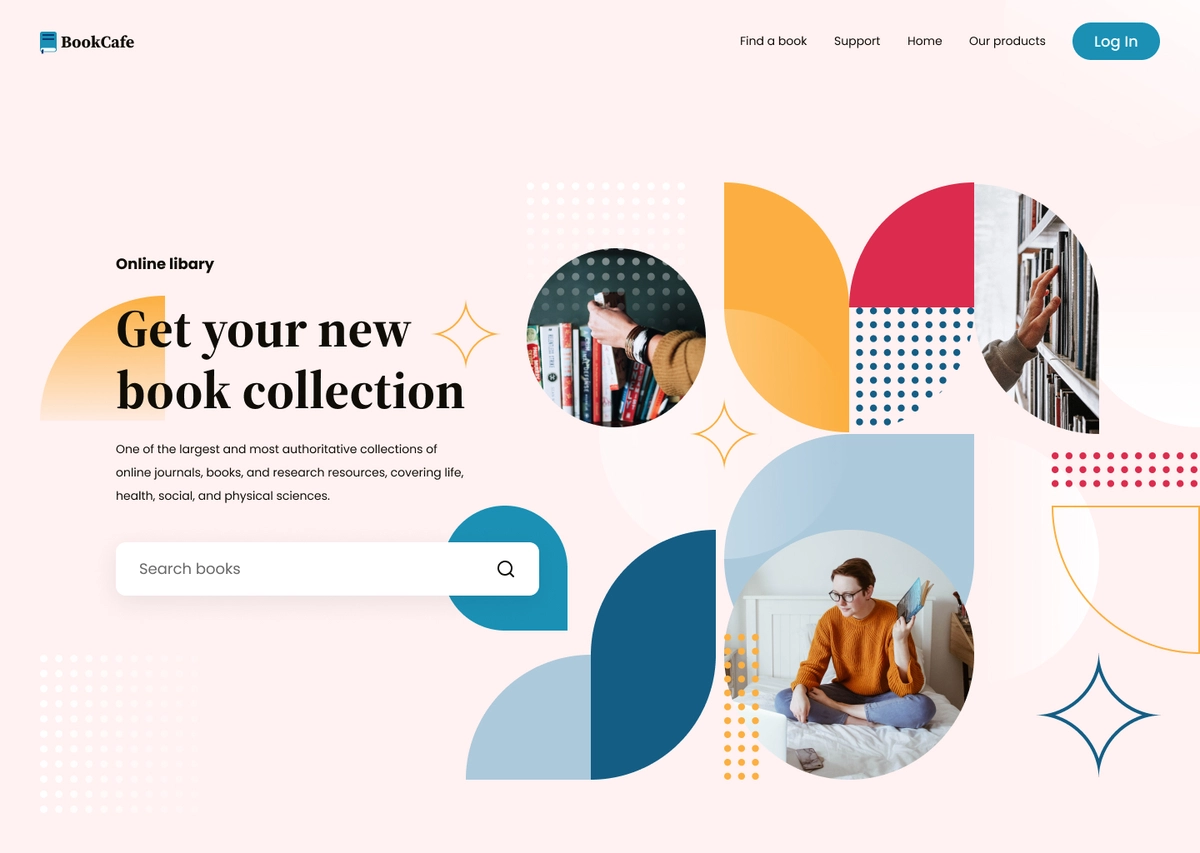 BookCafe
Find a book Support Home Our products Log In
Online libary
Get your new
book collection
One of the largest and most authoritative collections of
online journals, books, and research resources, covering life,
health, social, and physical sciences.
Search books